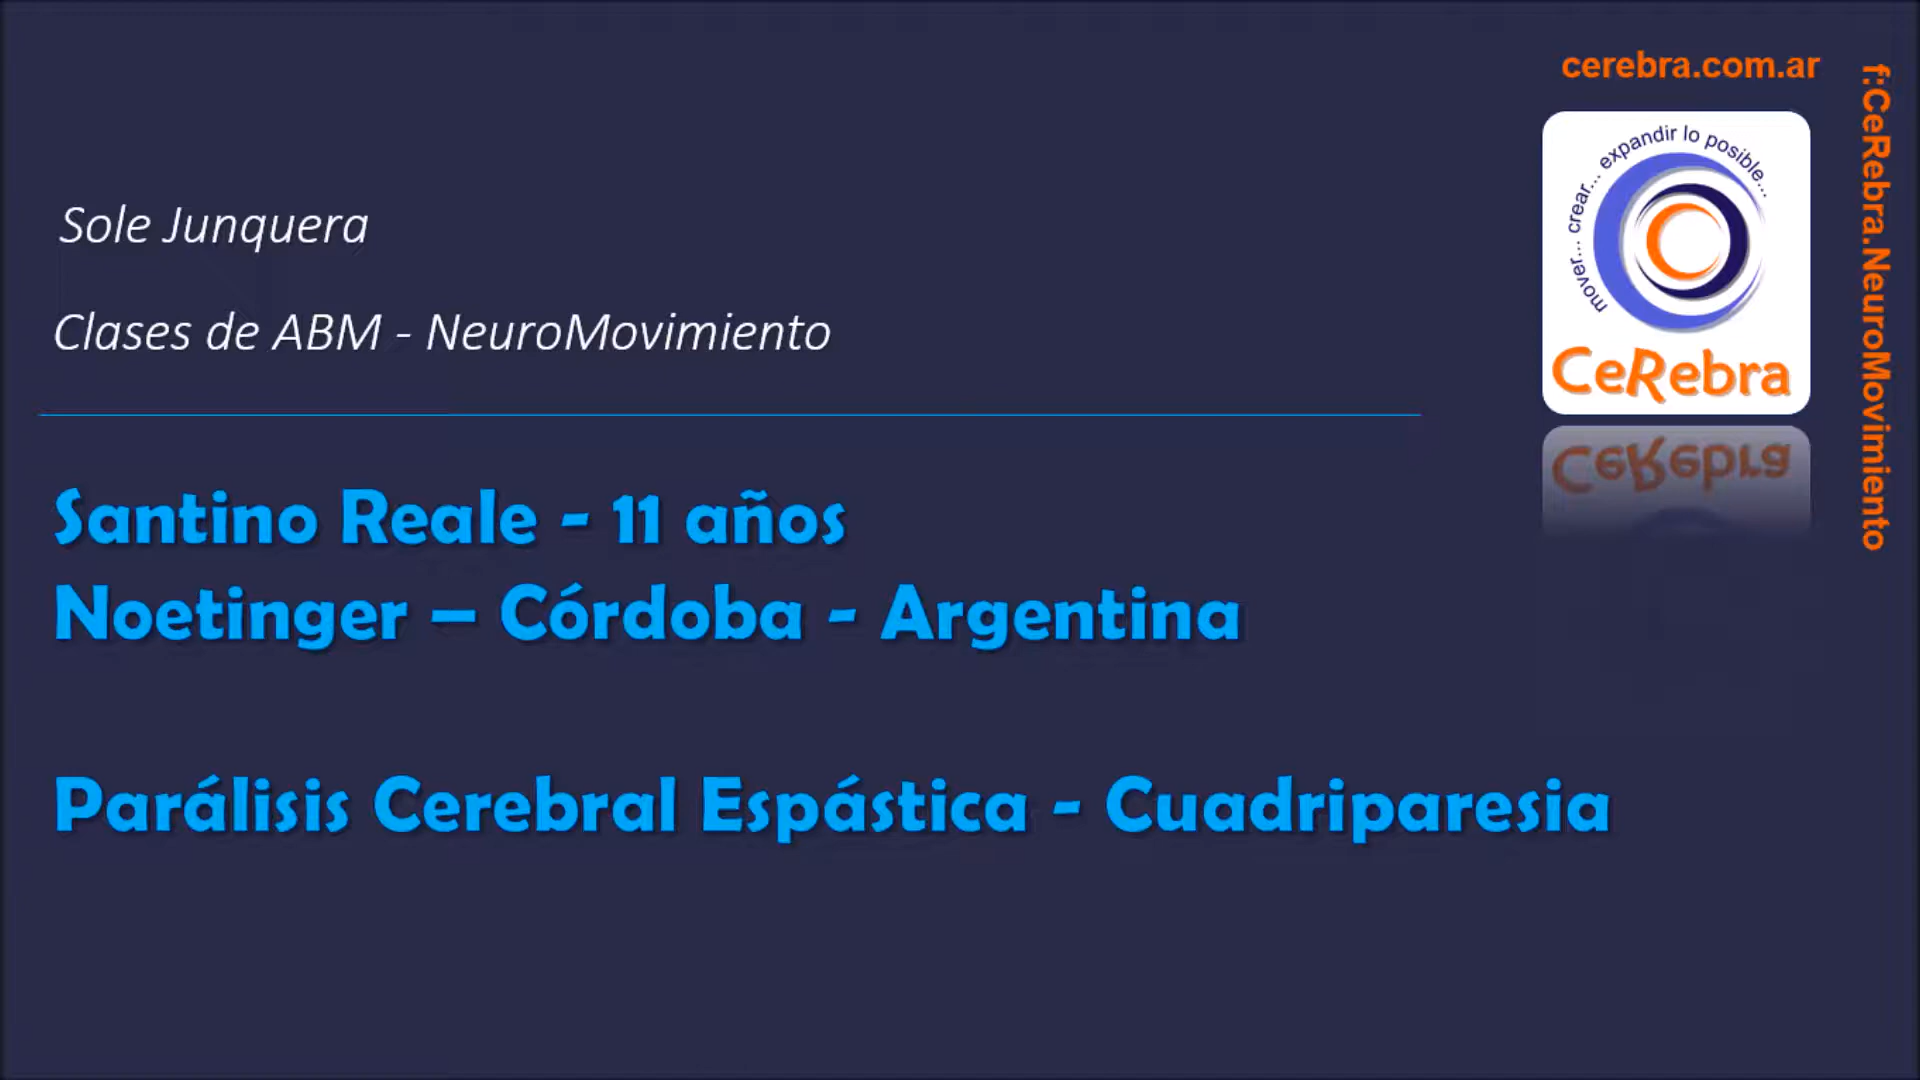 cerebra.com.ar
f:CeRebra.NeuroMovimiento
mover... crear... expandir lo posible...
CeRebra
Sole Junquera
Clases de ABM - NeuroMovimiento
Santino Reale - 11 años
Noetinger – Córdoba - Argentina
Parálisis Cerebral Espástica - Cuadriparesia